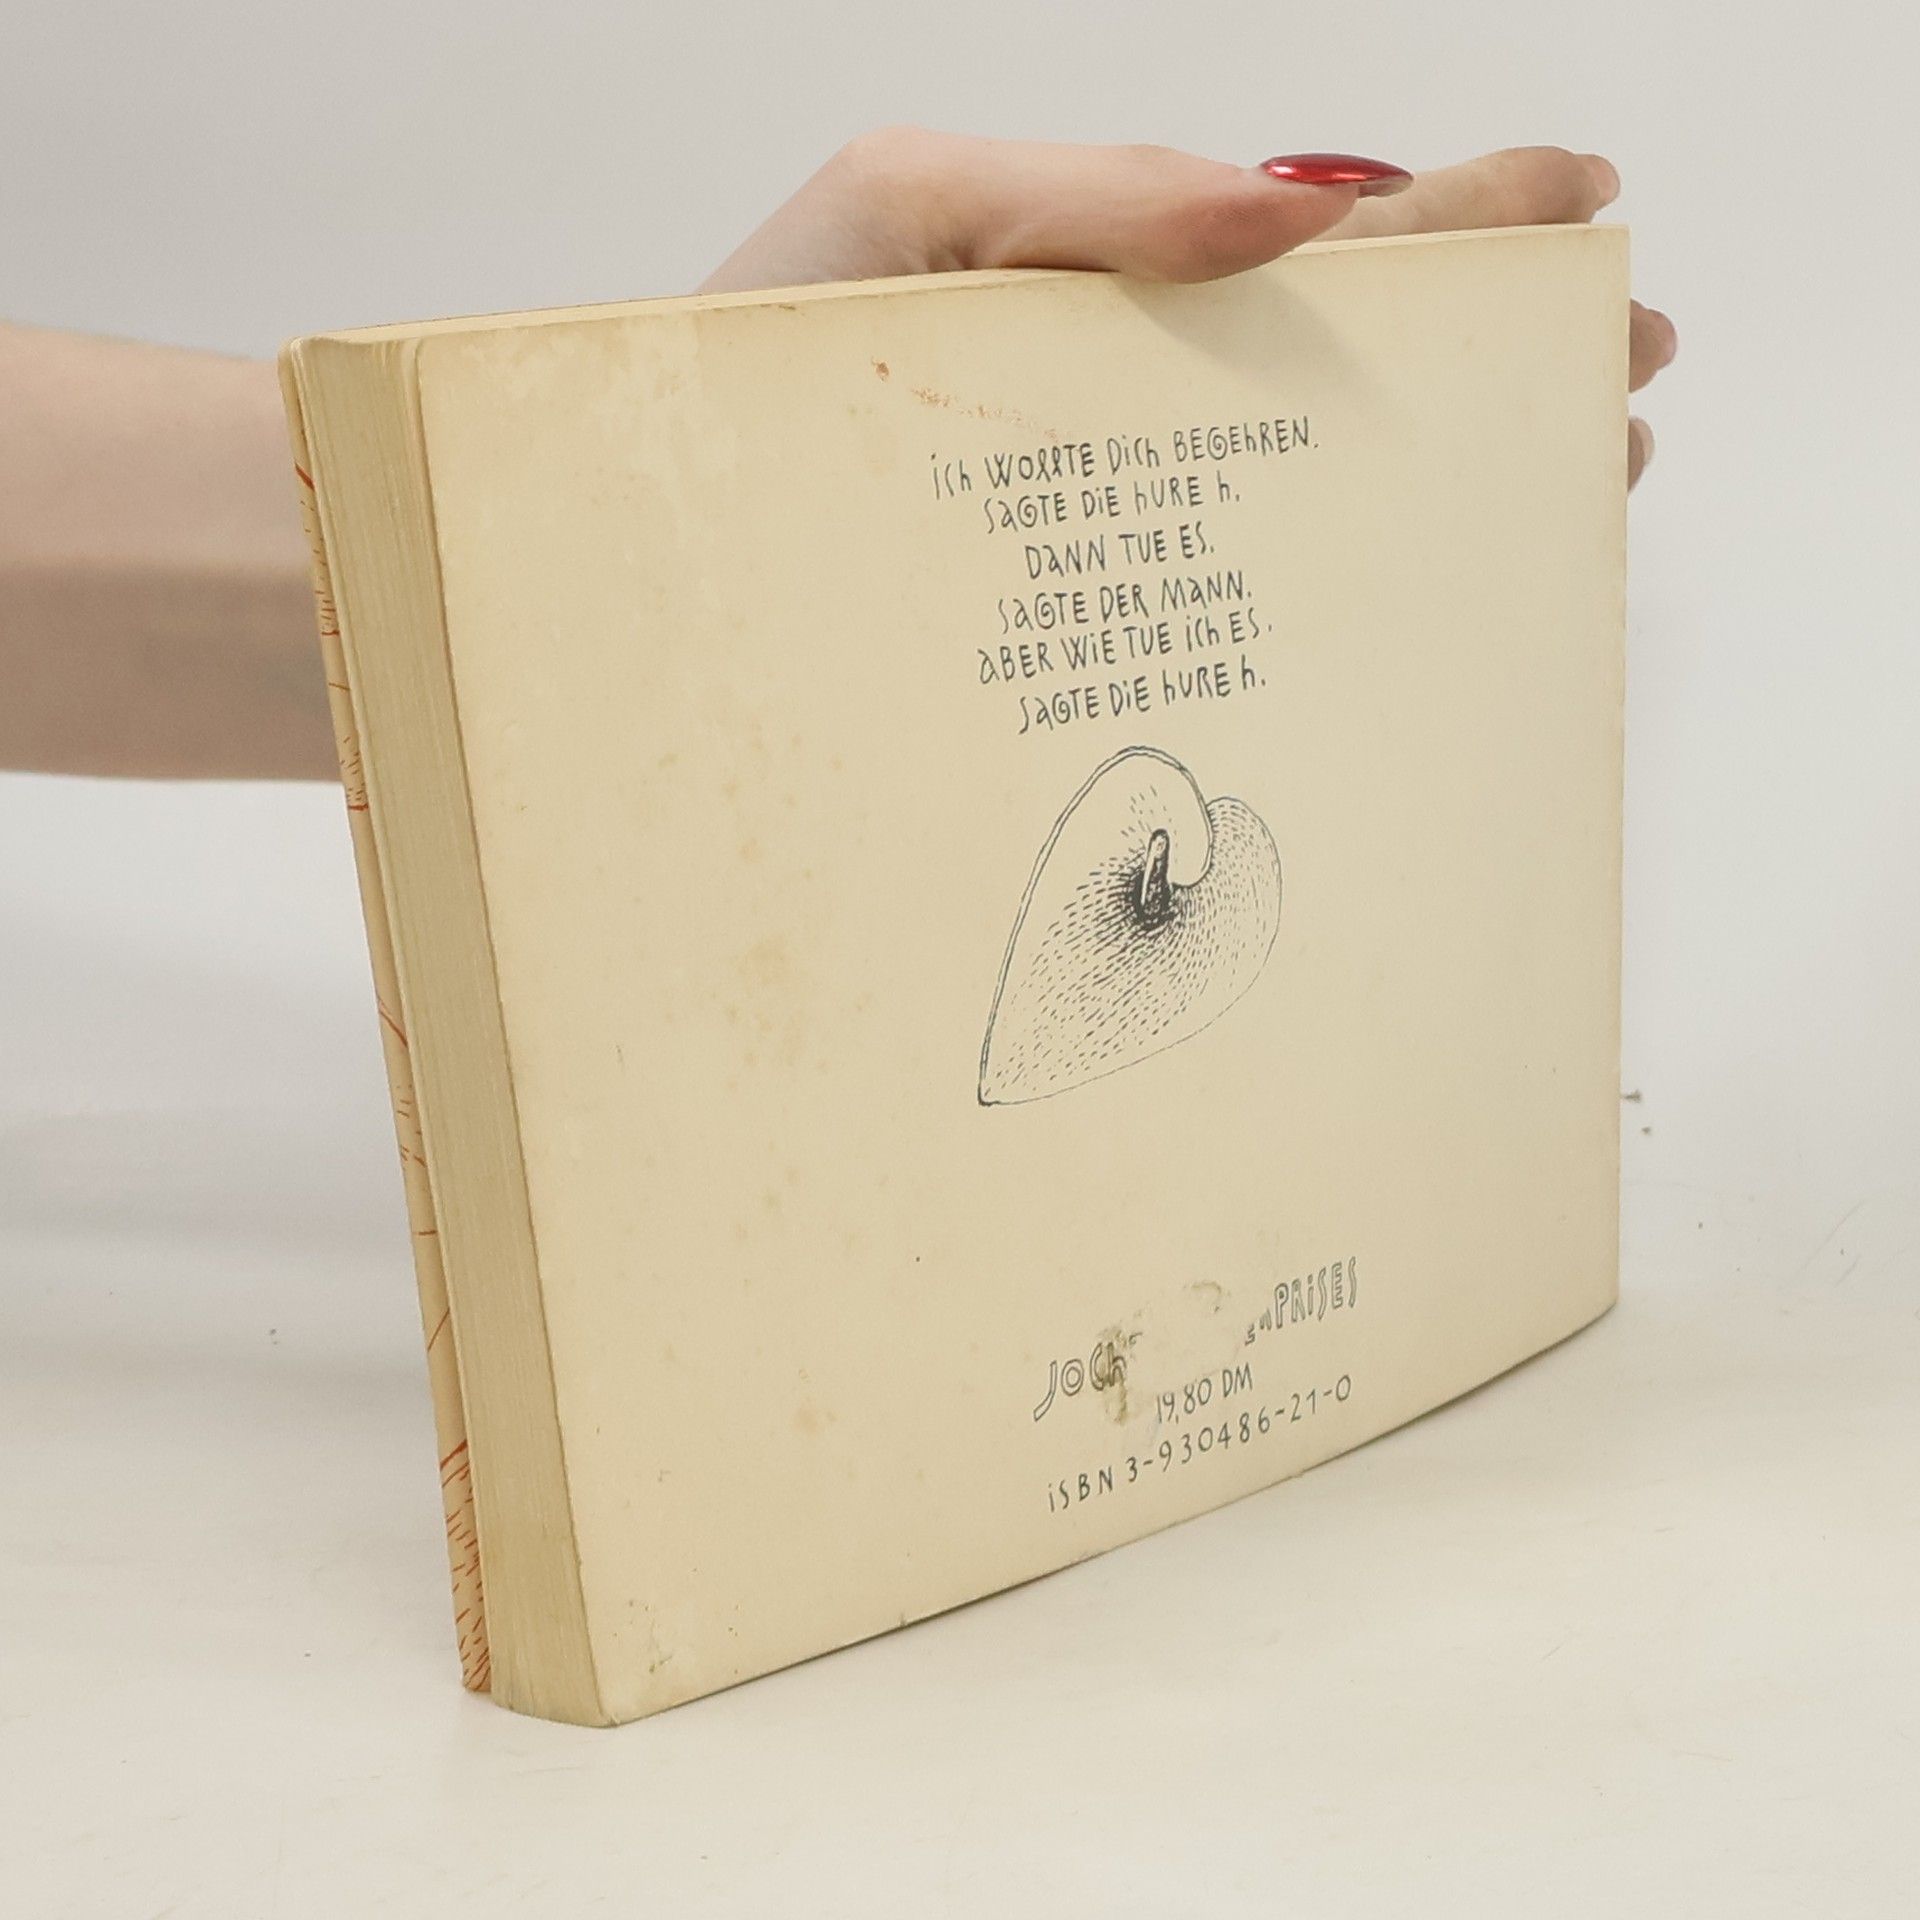 ich WOLLTE Dich BEGEhREN.
SaGTE DiE hURE h.
DaNN TUE ES.
SaGTE DER MaNN.
aBER WiE TUE ich ES.
SaGTE DiE hURE h.
19,80 DM
iSBN 3-930486-21-0